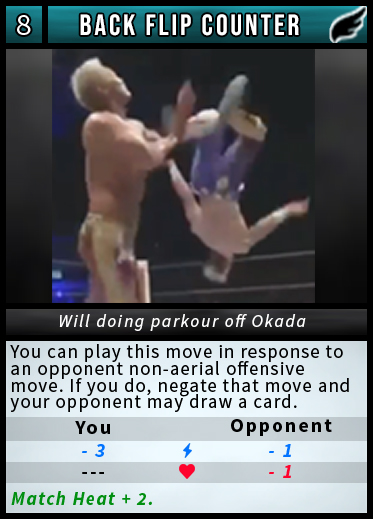 8 BACK FLIP COUNTER
Will doing parkour off Okada
You can play this move in response to
an opponent non-aerial offensive
move. If you do, negate that move and
your opponent may draw a card.
You Opponent
- 3 - 1
--- - 1
Match Heat + 2.